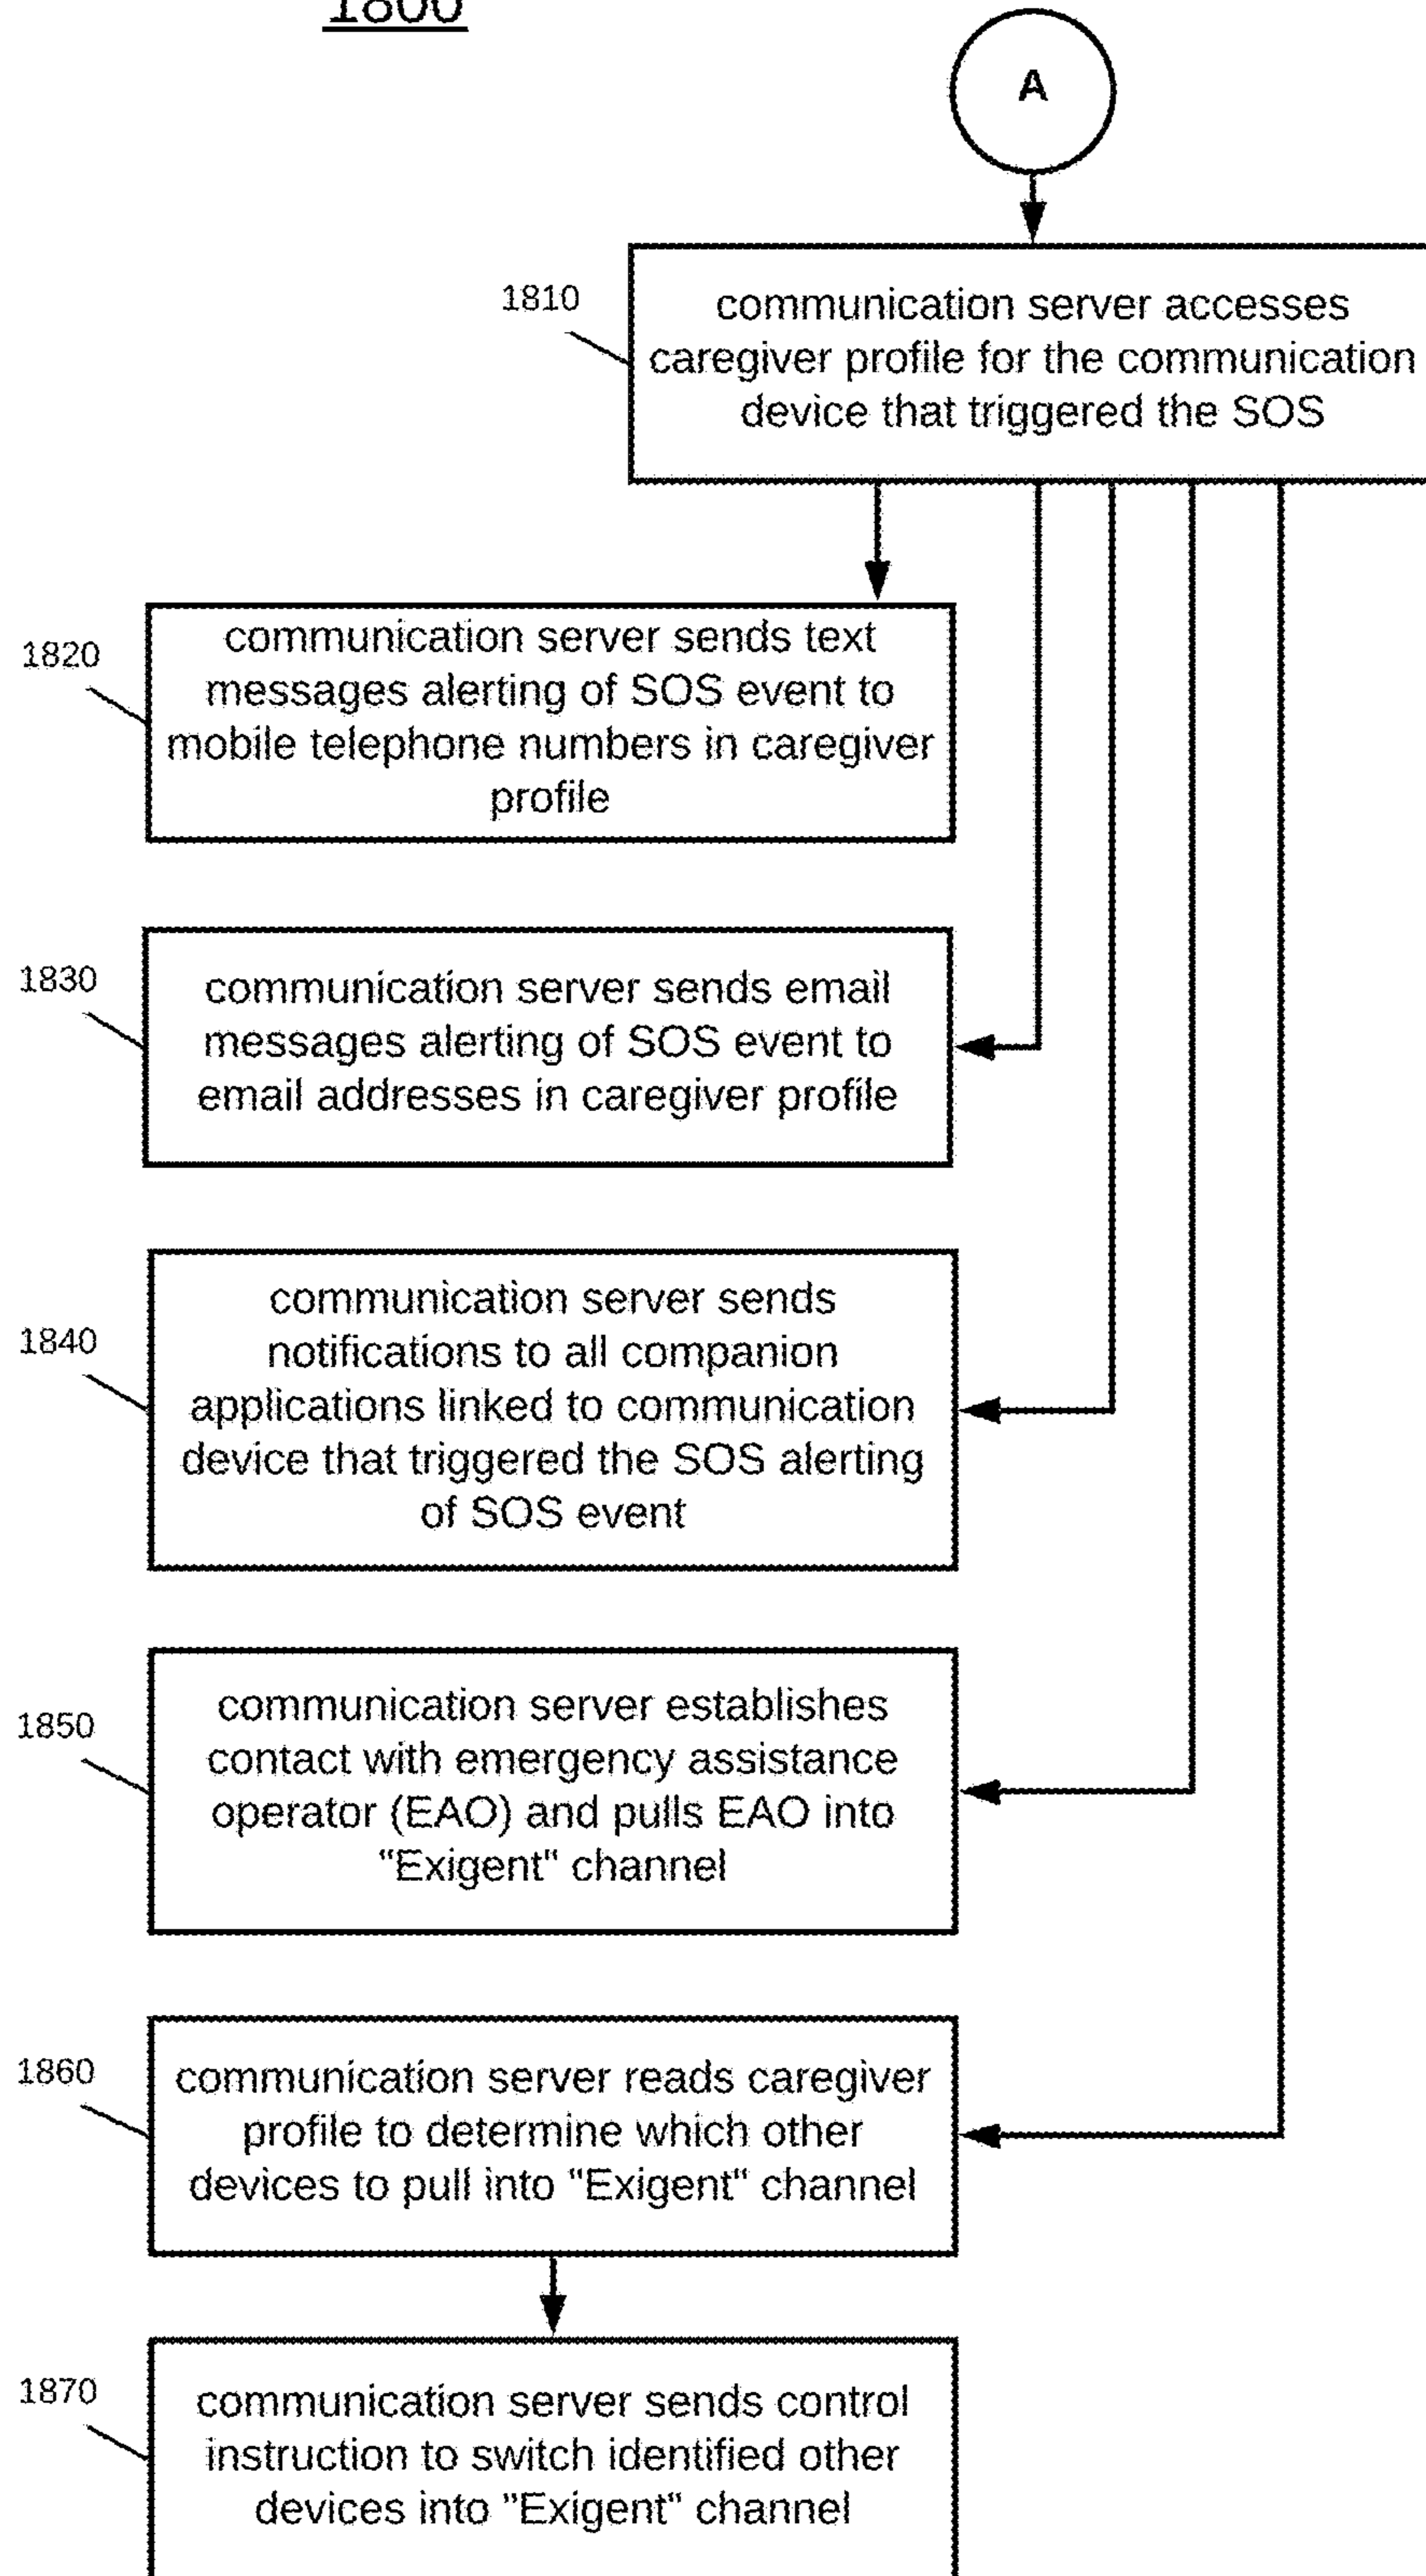 1800
A
1810
communication server accesses
caregiver profile for the communication
device that triggered the SOS
1820
communication server sends text
messages alerting of SOS event to
mobile telephone numbers in caregiver
profile
1830
communication server sends email
messages alerting of SOS event to
email addresses in caregiver profile
1840
communication server sends
notifications to all companion
applications linked to communication
device that triggered the SOS alerting
of SOS event
1850
communication server establishes
contact with emergency assistance
operator (EAO) and pulls EAO into
"Exigent" channel
1860
communication server reads caregiver
profile to determine which other
devices to pull into "Exigent" channel
1870
communication server sends control
instruction to switch identified other
devices into "Exigent" channel